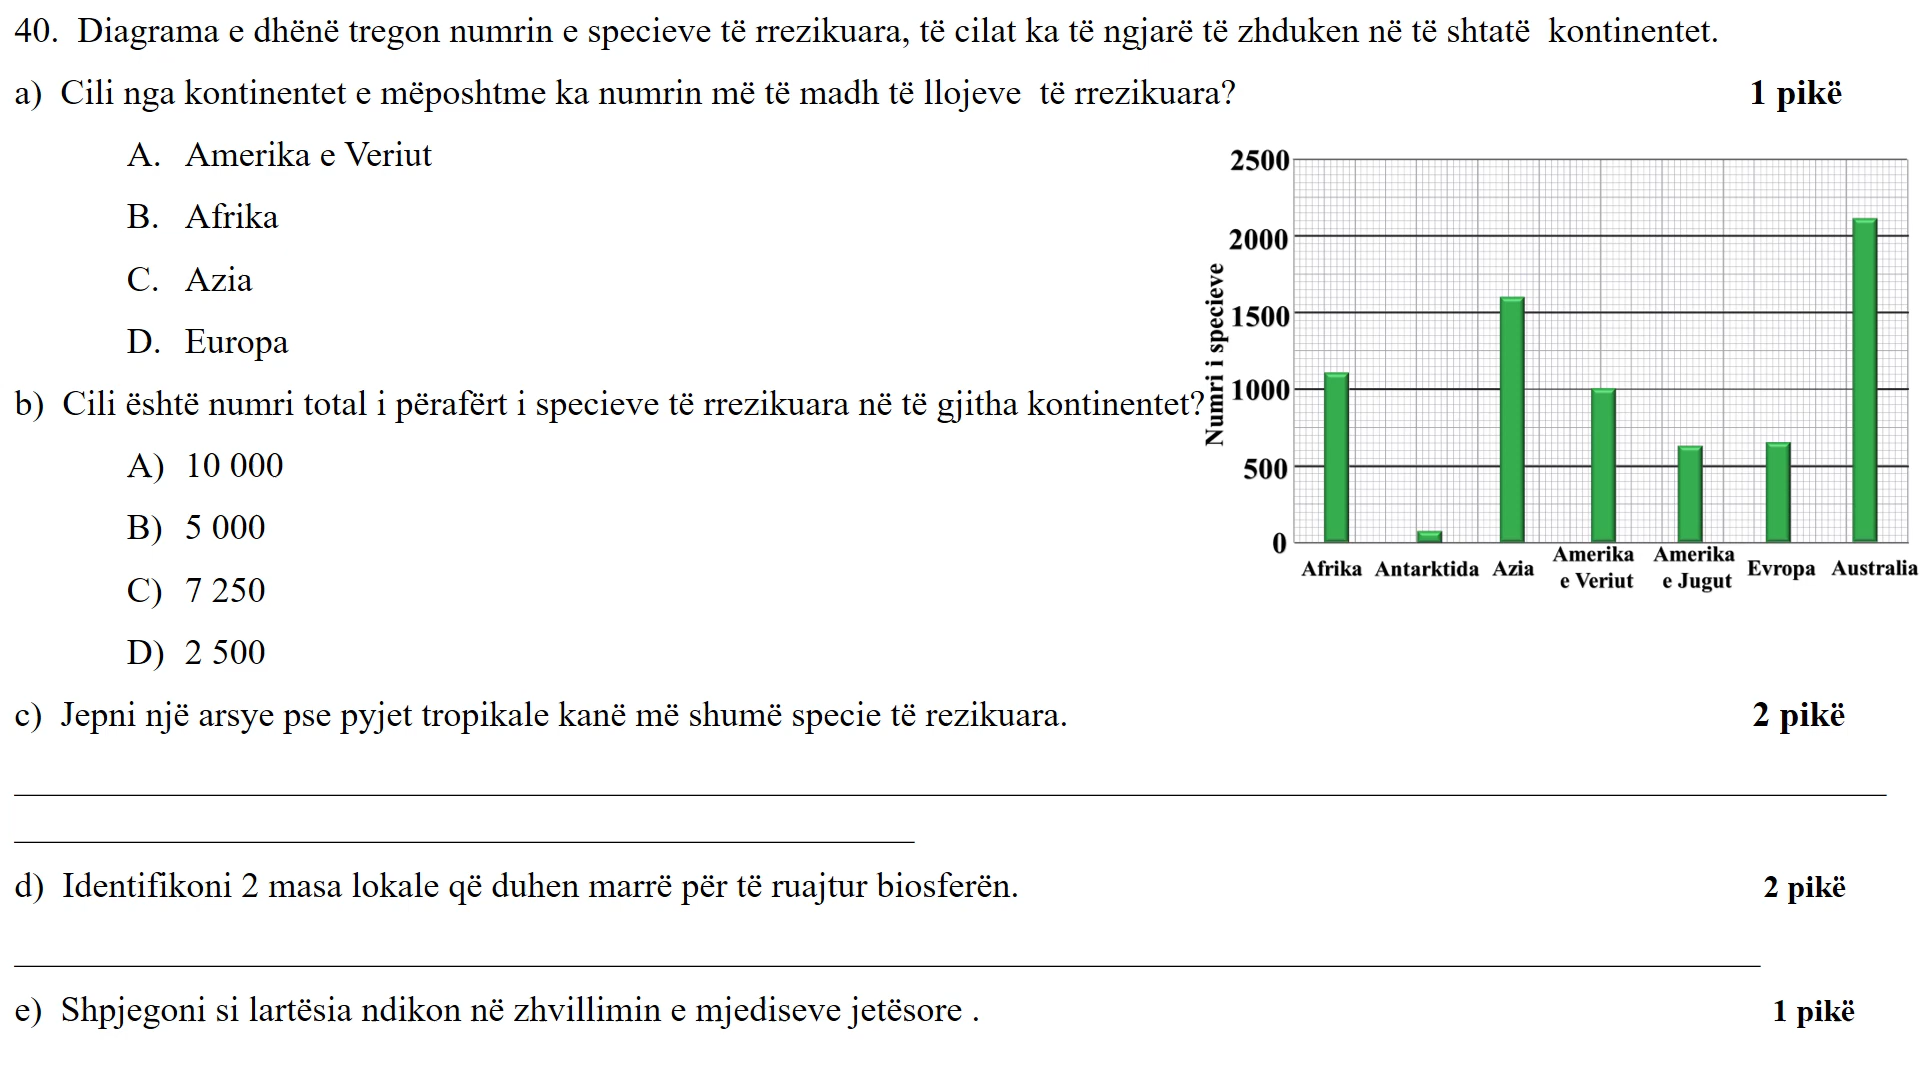 40. Diagrama e dhënë tregon numrin e specieve të rrezikuara, të cilat ka të ngjarë të zhduken në të shtatë kontinentet.
a) Cili nga kontinentet e mëposhtme ka numrin më të madh të llojeve të rrezikuara? 1 pikë
A. Amerika e Veriut
B. Afrika
C. Azia
D. Europa
b) Cili është numri total i përafërt i specieve të rrezikuara në të gjitha kontinentet?
A) 10 000
B) 5 000
C) 7 250
D) 2 500
Numri i specieve
2500
2000
1500
1000
500
0
Afrika Antarktida Azia Amerika e Veriut Amerika e Jugut Evropa Australia
c) Jepni një arsye pse pyjet tropikale kanë më shumë specie të rezikuara. 2 pikë
d) Identifikoni 2 masa lokale që duhen marrë për të ruajtur biosferën. 2 pikë
e) Shpjegoni si lartësia ndikon në zhvillimin e mjediseve jetësore . 1 pikë